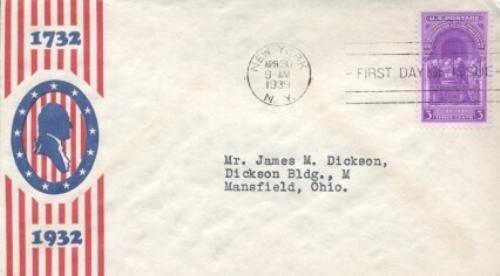 1732
1932
NEW YORK
APR 30
9-AM
1939
N.Y.
FIRST DAY OF ISSUE
U.S. POSTAGE
3 3
Mr. James M. Dickson,
Dickson Bldg., M
Mansfield, Ohio.